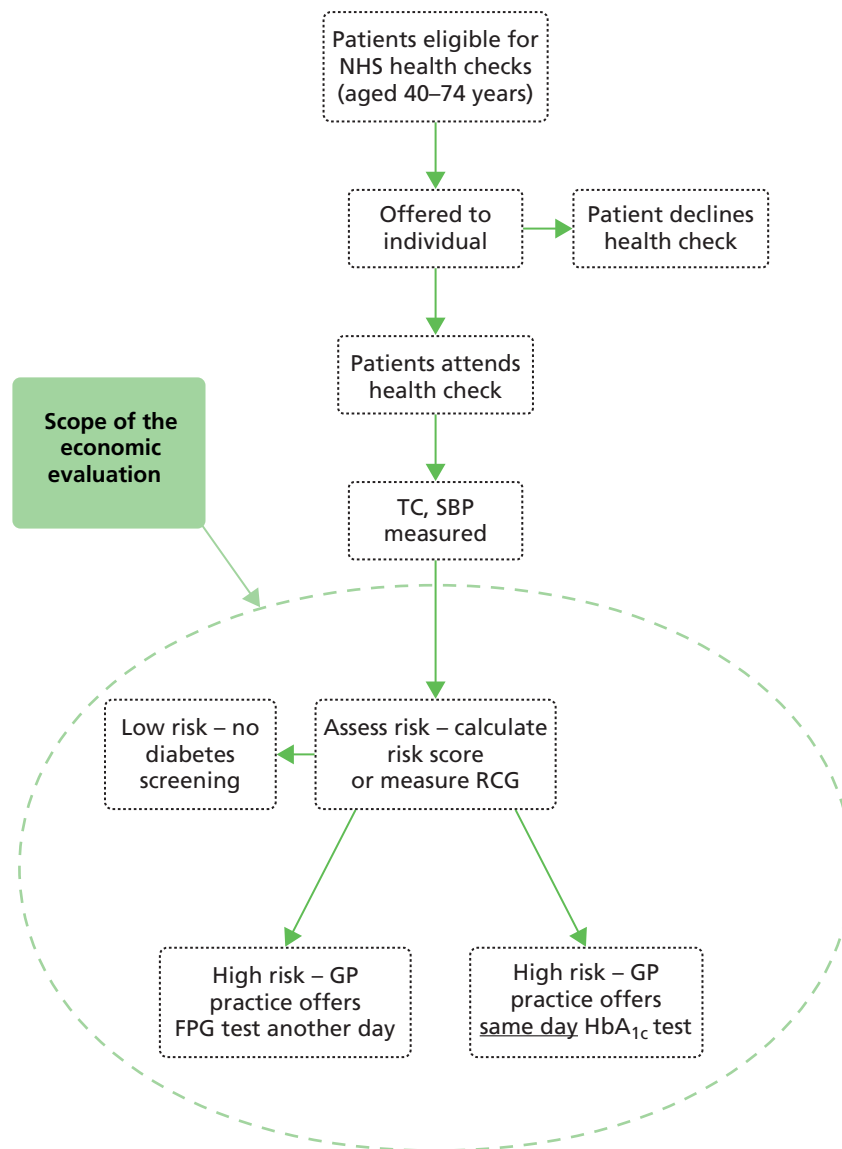 Patients eligible for
NHS health checks
(aged 40–74 years)
Offered to
individual
Patient declines
health check
Patients attends
health check
Scope of the
economic
evaluation
TC, SBP
measured
Low risk – no
diabetes
screening
Assess risk – calculate
risk score
or measure RCG
High risk – GP
practice offers
FPG test another day
High risk – GP
practice offers
same day HbA1c test